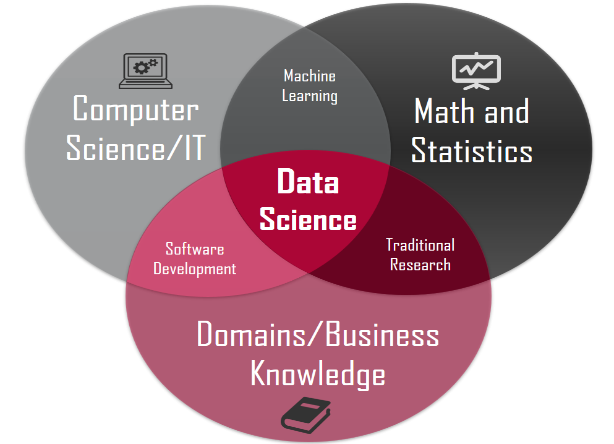 Machine
Learning
Computer
Science/IT
Math and
Statistics
Data
Science
Software
Development
Traditional
Research
Domains/Business
Knowledge